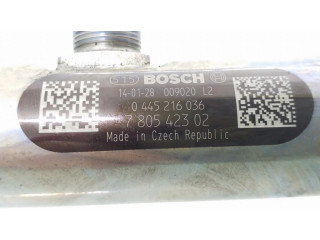 BOSCH
14-01-28 009020 L2
0 445 216 036
7 805 423 02
Made in Czech Republic